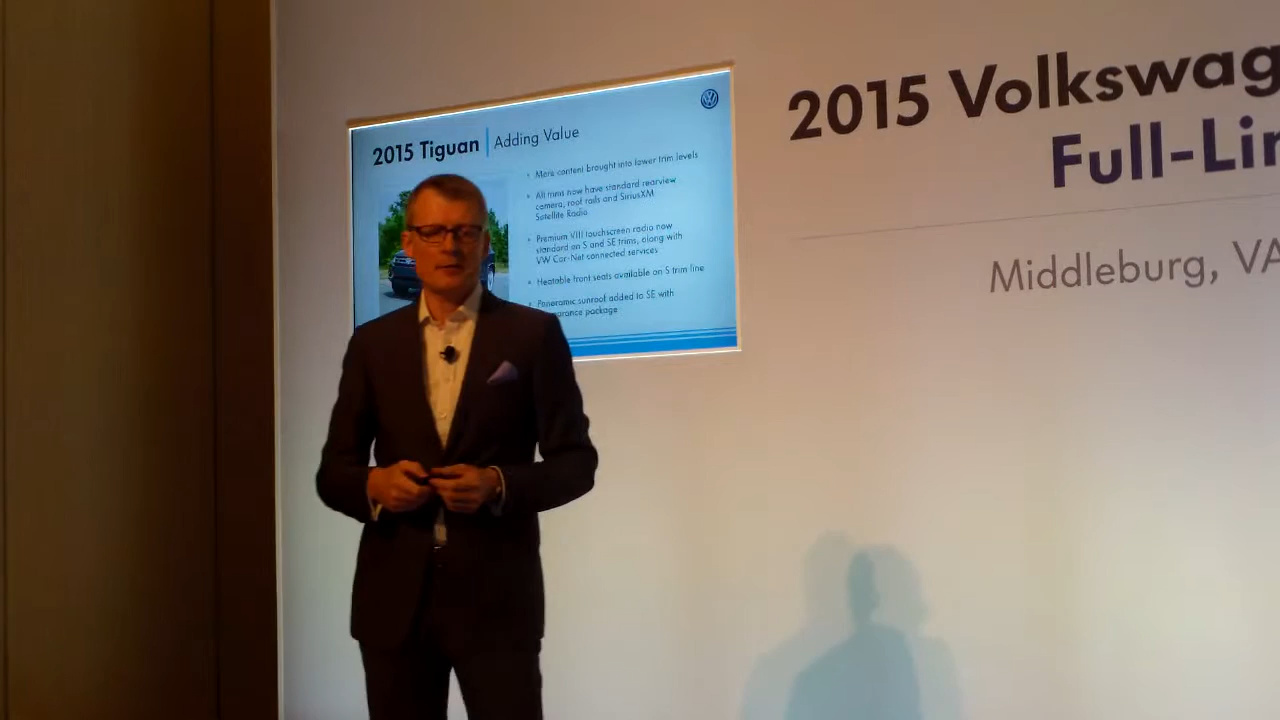 2015 Volkswag
Full-Lin
Middleburg, VA
2015 Tiguan | Adding Value
• More content brought into lower trim levels
• All trims now have standard rearview
camera, roof rails and SiriusXM
Satellite Radio
• Premium VIII touchscreen radio now
standard on S and SE trims, along with
VW Car-Net connected services
• Heatable front seats available on S trim line
• Panoramic sunroof added to SE with
package